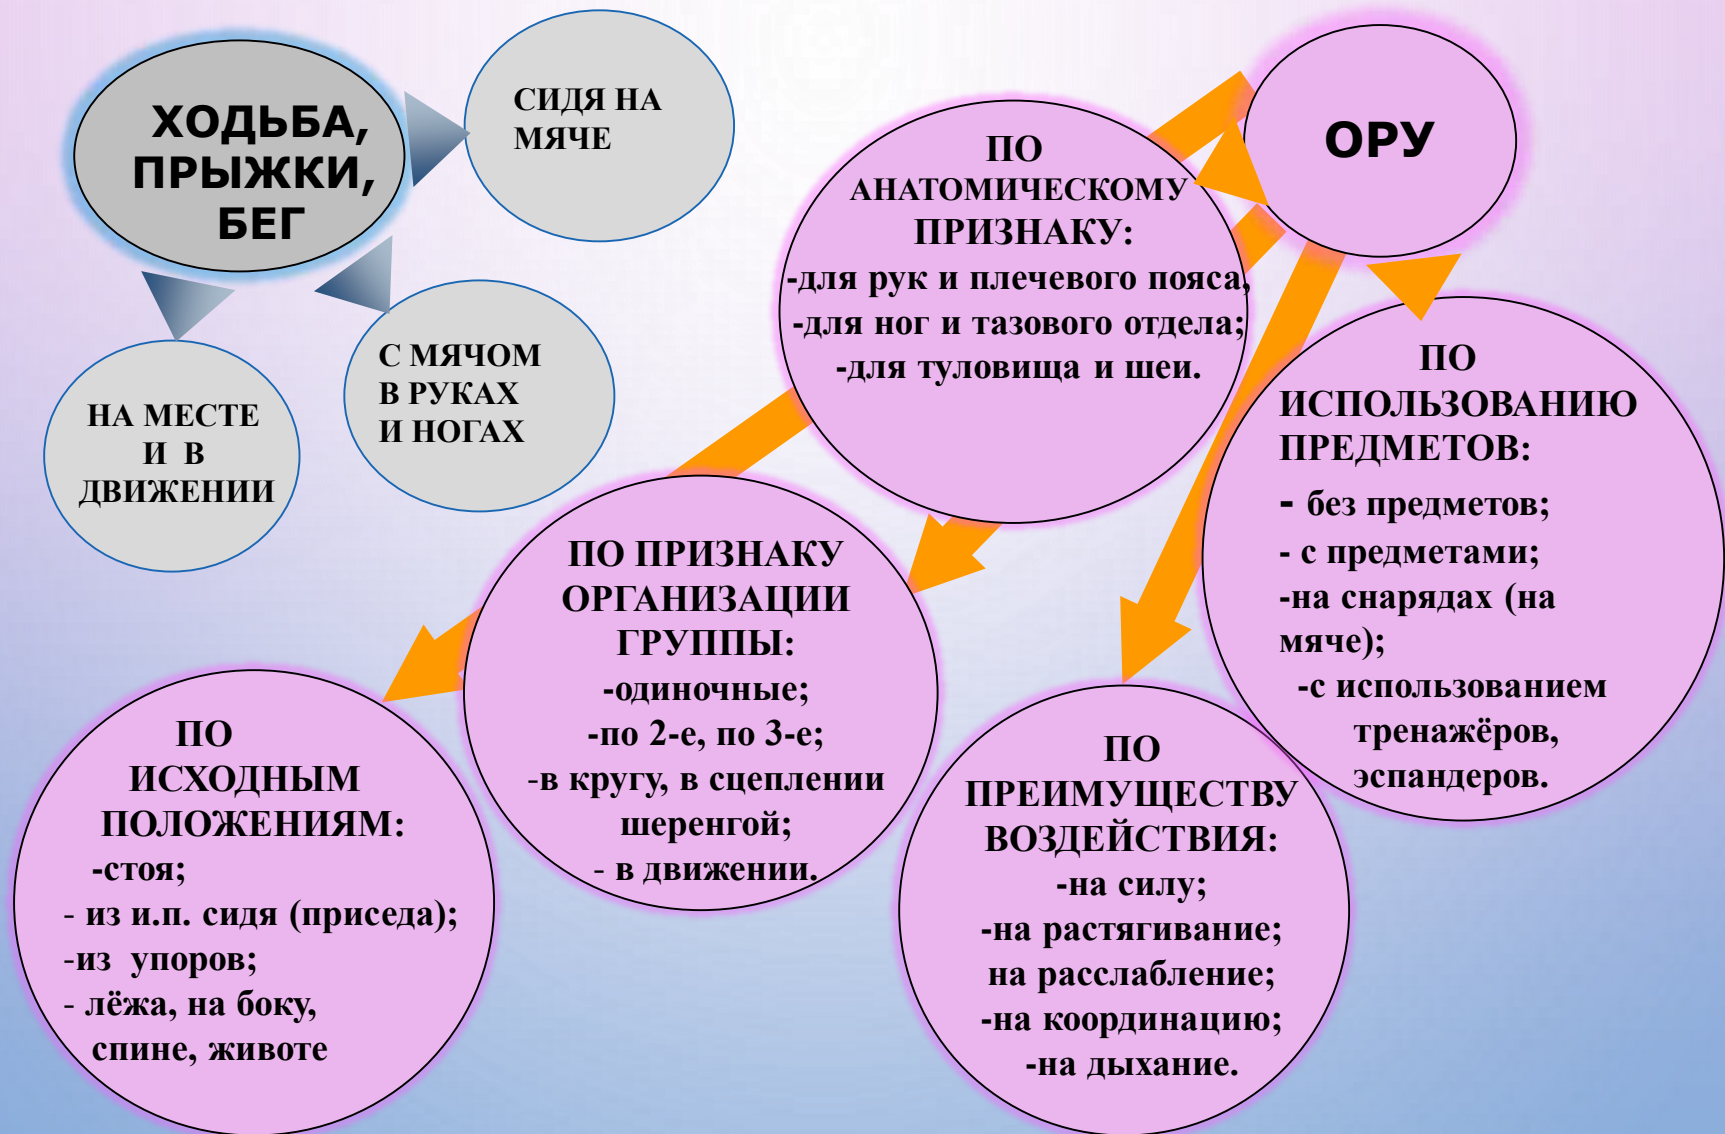 ХОДЬБА,
ПРЫЖКИ,
БЕГ
СИДЯ НА
МЯЧЕ
С МЯЧОМ
В РУКАХ
И НОГАХ
НА МЕСТЕ
И В
ДВИЖЕНИИ
ОРУ
ПО
АНАТОМИЧЕСКОМУ
ПРИЗНАКУ:
-для рук и плечевого пояса,
-для ног и тазового отдела;
-для туловища и шеи.
ПО
ИСПОЛЬЗОВАНИЮ
ПРЕДМЕТОВ:
- без предметов;
- с предметами;
-на снарядах (на
мяче);
-с использованием
тренажёров,
эспандеров.
ПО ПРИЗНАКУ
ОРГАНИЗАЦИИ
ГРУППЫ:
-одиночные;
-по 2-е, по 3-е;
-в кругу, в сцеплении
шеренгой;
- в движении.
ПО
ИСХОДНЫМ
ПОЛОЖЕНИЯМ:
-стоя;
- из и.п. сидя (приседа);
-из упоров;
- лёжа, на боку,
спине, животе
ПО
ПРЕИМУЩЕСТВУ
ВОЗДЕЙСТВИЯ:
-на силу;
-на растягивание;
на расслабление;
-на координацию;
-на дыхание.